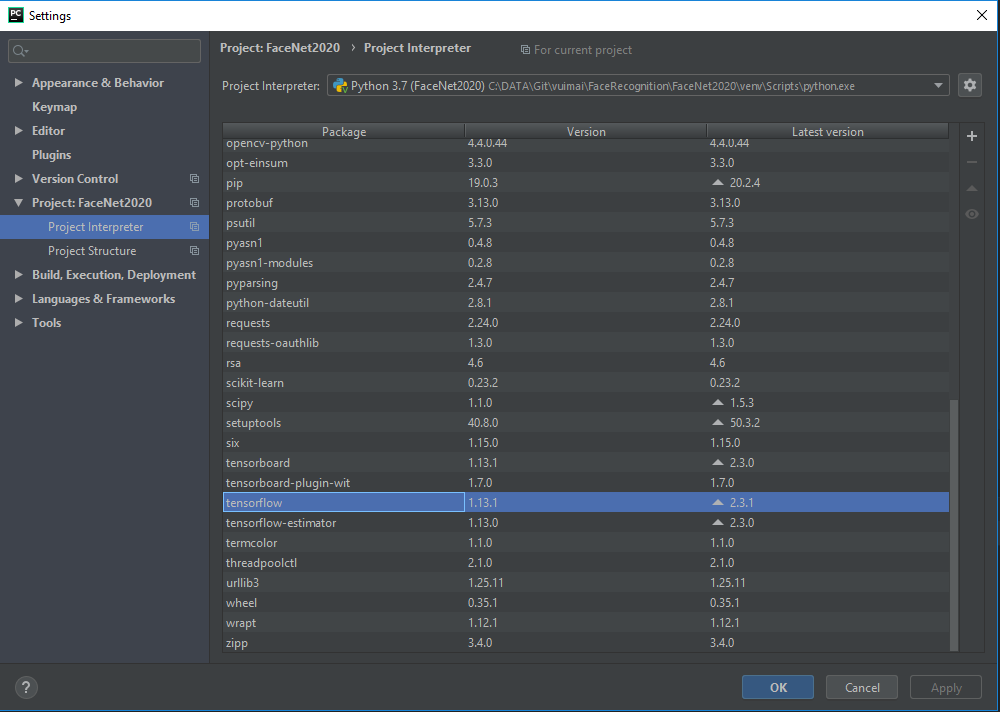 PC Settings
Project: FaceNet2020 › Project Interpreter For current project
Appearance & Behavior
Keymap
Editor
Plugins
Version Control
Project: FaceNet2020
Project Interpreter
Project Structure
Build, Execution, Deployment
Languages & Frameworks
Tools
Project Interpreter: Python 3.7 (FaceNet2020) C:\DATA\Git\vuimai\FaceRecognition\FaceNet2020\venv\Scripts\python.exe
Package Version Latest version
opencv-python 4.4.0.44 4.4.0.44
opt-einsum 3.3.0 3.3.0
pip 19.0.3 20.2.4
protobuf 3.13.0 3.13.0
psutil 5.7.3 5.7.3
pyasn1 0.4.8 0.4.8
pyasn1-modules 0.2.8 0.2.8
pyparsing 2.4.7 2.4.7
python-dateutil 2.8.1 2.8.1
requests 2.24.0 2.24.0
requests-oauthlib 1.3.0 1.3.0
rsa 4.6 4.6
scikit-learn 0.23.2 0.23.2
scipy 1.1.0 1.5.3
setuptools 40.8.0 50.3.2
six 1.15.0 1.15.0
tensorboard 1.13.1 2.3.0
tensorboard-plugin-wit 1.7.0 1.7.0
tensorflow 1.13.1 2.3.1
tensorflow-estimator 1.13.0 2.3.0
termcolor 1.1.0 1.1.0
threadpoolctl 2.1.0 2.1.0
urllib3 1.25.11 1.25.11
wheel 0.35.1 0.35.1
wrapt 1.12.1 1.12.1
zipp 3.4.0 3.4.0
? OK Cancel Apply